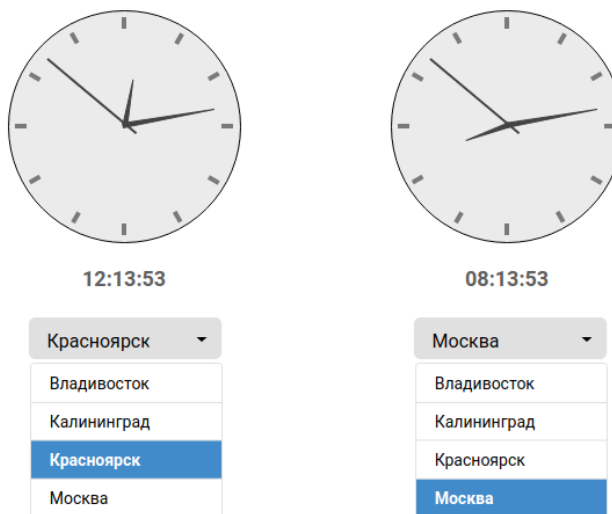 12:13:53
Красноярск
Владивосток
Калининград
Красноярск
Москва
08:13:53
Москва
Владивосток
Калининград
Красноярск
Москва